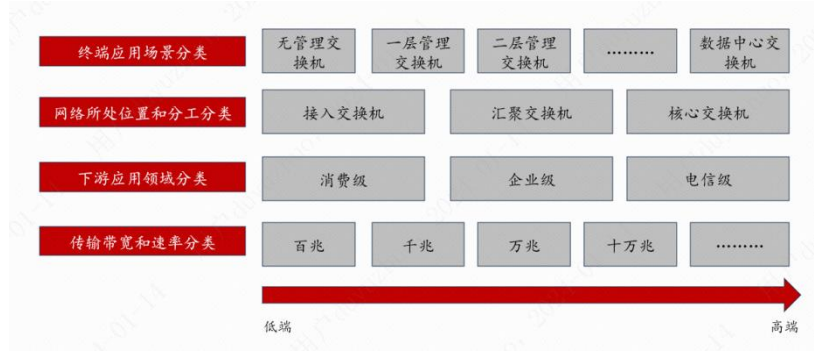 终端应用场景分类
无管理交
换机
一层管理
交换机
二层管理
交换机
………
数据中心交
换机
网络所处位置和分工分类
接入交换机
汇聚交换机
核心交换机
下游应用领域分类
消费级
企业级
电信级
传输带宽和速率分类
百兆
千兆
万兆
十万兆
………
低端
高端